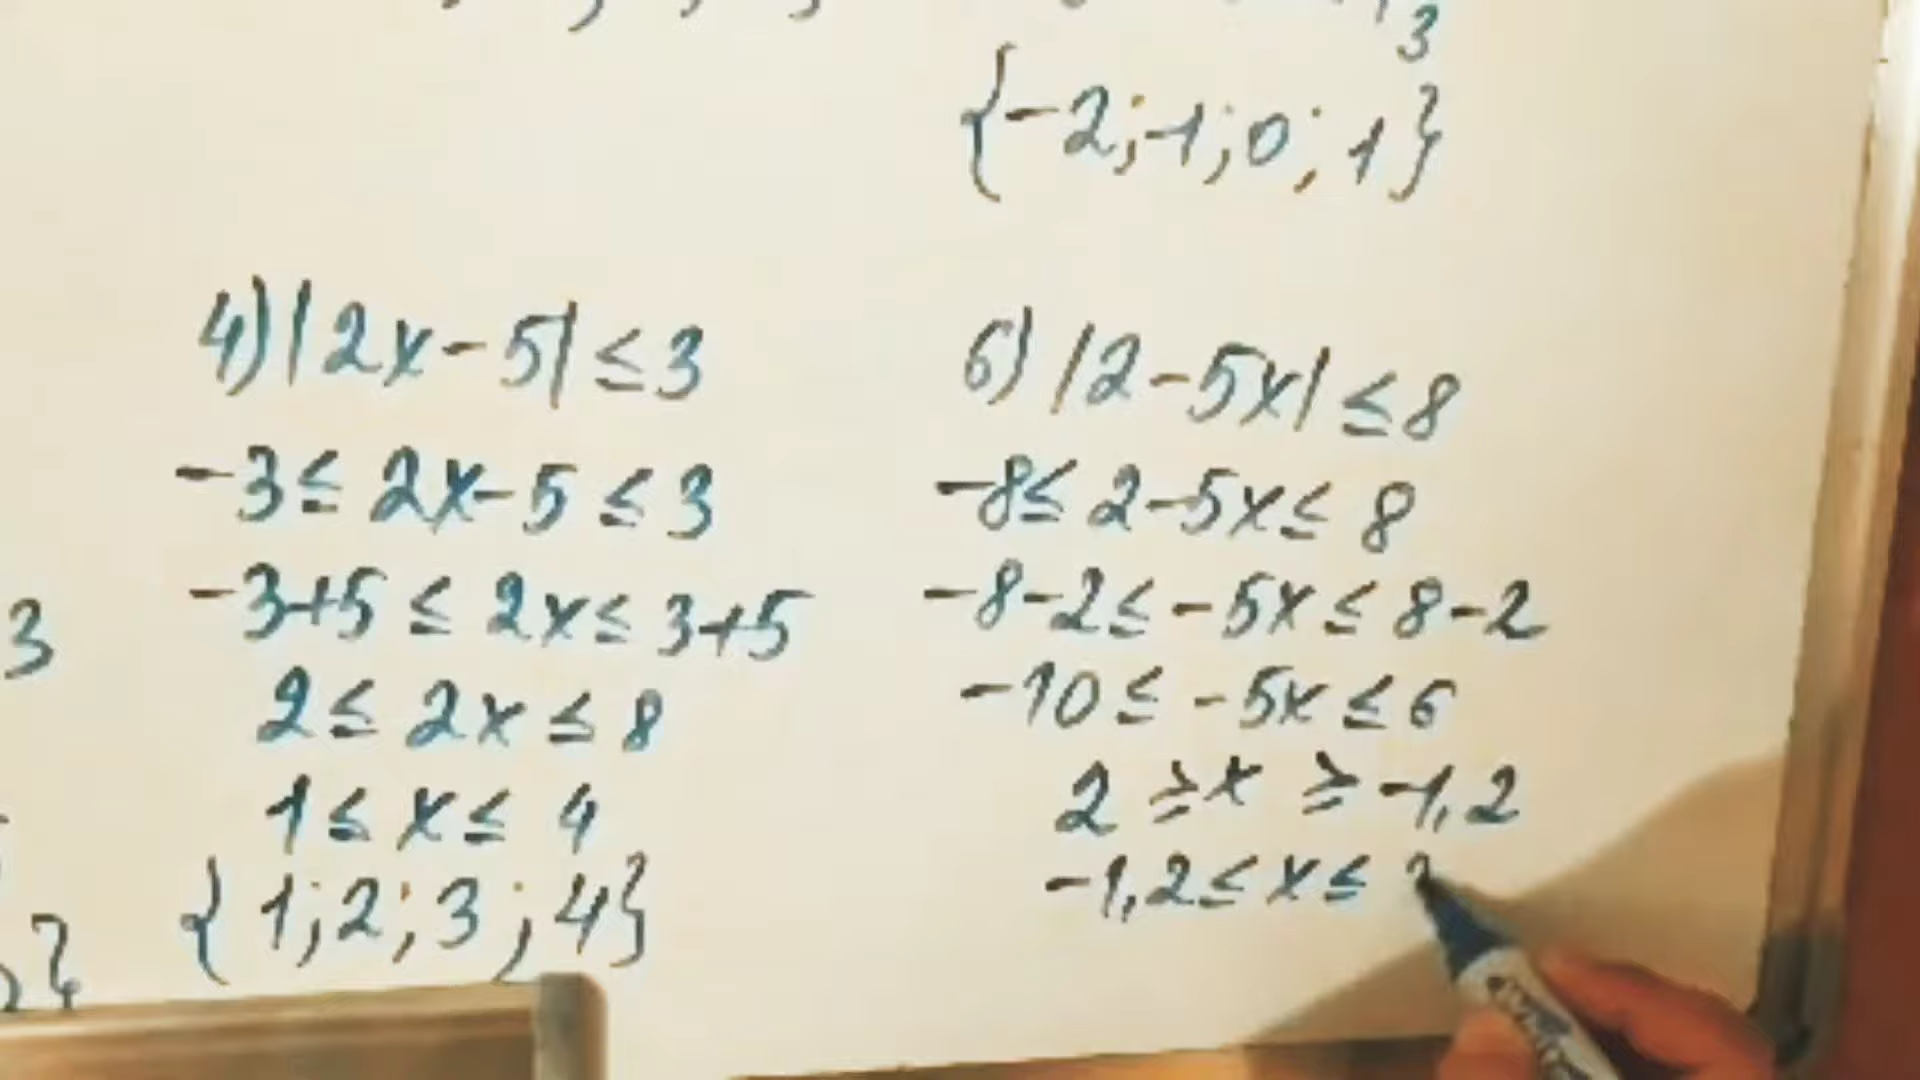 3
{-2;-1;0;1}
4) |2x-5| ≤ 3
-3 ≤ 2x-5 ≤ 3
-3+5 ≤ 2x ≤ 3+5
2 ≤ 2x ≤ 8
1 ≤ x ≤ 4
{1;2;3;4}
6) |2-5x| ≤ 8
-8 ≤ 2-5x ≤ 8
-8-2 ≤ -5x ≤ 8-2
-10 ≤ -5x ≤ 6
2 ≥ x ≥ -1,2
-1,2 ≤ x ≤
3